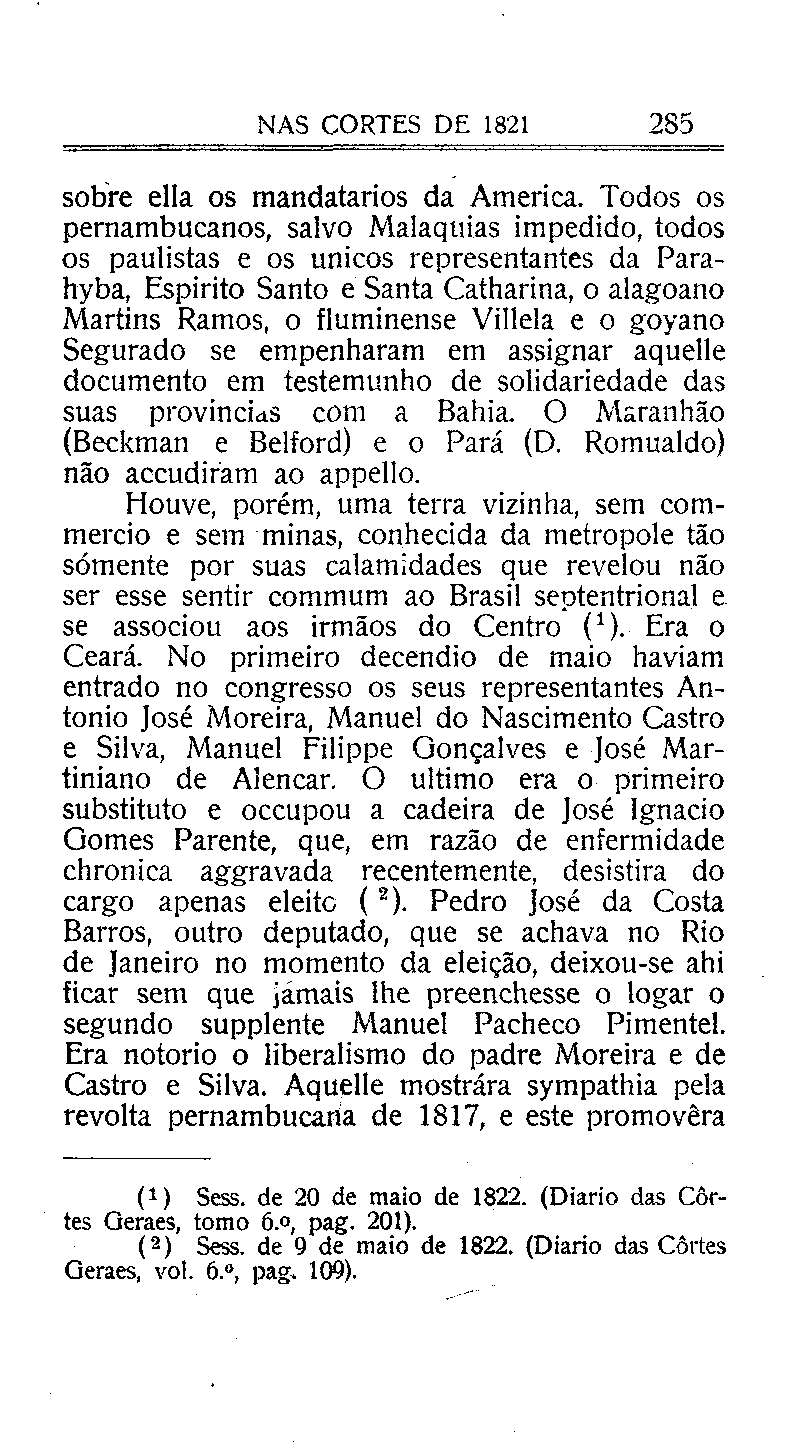 NAS CORTES DE 1821 285
sobre ella os mandatarios da America. Todos os
pernambucanos, salvo Malaquias impedido, todos
os paulistas e os unicos representantes da Para-
hyba, Espirito Santo e Santa Catharina, o alagoano
Martins Ramos, o fluminense Villela e o goyano
Segurado se empenharam em assignar aquelle
documento em testemunho de solidariedade das
suas provincias com a Bahia. O Maranhão
(Beckman e Belford) e o Pará (D. Romualdo)
não accudiram ao appello.
Houve, porém, uma terra vizinha, sem com-
mercio e sem minas, conhecida da metropole tão
sómente por suas calamidades que revelou não
ser esse sentir commum ao Brasil septentrional e
se associou aos irmãos do Centro (¹). Era o
Ceará. No primeiro decendio de maio haviam
entrado no congresso os seus representantes An-
tonio José Moreira, Manuel do Nascimento Castro
e Silva, Manuel Filippe Gonçalves e José Mar-
tiniano de Alencar. O ultimo era o primeiro
substituto e occupou a cadeira de José Ignacio
Gomes Parente, que, em razão de enfermidade
chronica aggravada recentemente, desistira do
cargo apenas eleito (²). Pedro José da Costa
Barros, outro deputado, que se achava no Rio
de Janeiro no momento da eleição, deixou-se ahi
ficar sem que jámais lhe preenchesse o logar o
segundo supplente Manuel Pacheco Pimentel.
Era notorio o liberalismo do padre Moreira e de
Castro e Silva. Aquelle mostrára sympathia pela
revolta pernambucana de 1817, e este promovêra
(¹) Sess. de 20 de maio de 1822. (Diario das Côr-
tes Geraes, tomo 6.º, pag. 201).
(²) Sess. de 9 de maio de 1822. (Diario das Côrtes
Geraes, vol. 6.º, pag. 109).